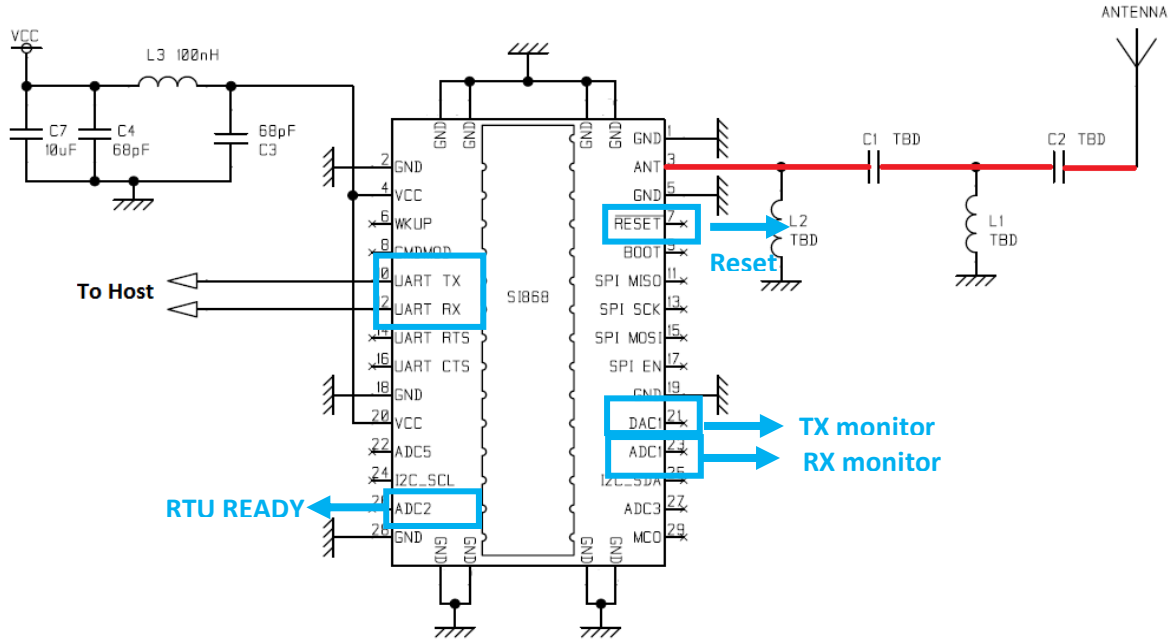 ANTENNA
VCC
L3 100nH
C7
10uF
C4
68pF
68pF
C3
GND GND GND GND
GND 1
C1 TBD
C2 TBD
2 GND
ANT 3
4 VCC
GND 5
6 WKUP
RESET 7
L2
TBD
L1
TBD
8
BOOT
Reset
UART TX
SPI MISO 11
To Host
SI868
UART RX
SPI SCK 13
14 UART RTS
SPI MOSI 15
16 UART CTS
SPI EN 17
18 GND
GND 19
20 VCC
DAC1 21
TX monitor
22 ADC5
ADC1 23
RX monitor
24 I2C_SCL
I2C_SDA
RTU READY
ADC2
ADC3 27
28 GND
MCO 29
GND GND GND GND